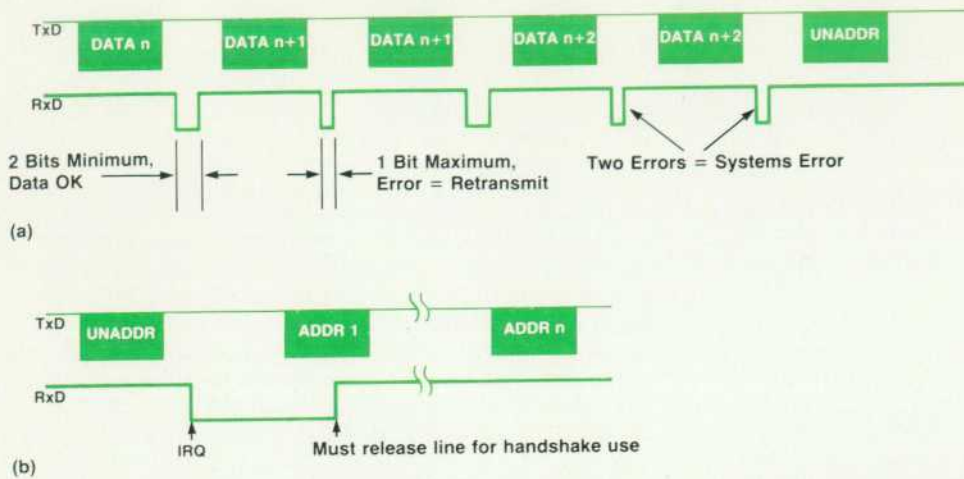 TxD
DATA n DATA n+1 DATA n+1 DATA n+2 DATA n+2 UNADDR
RxD
2 Bits Minimum,
Data OK
1 Bit Maximum,
Error = Retransmit
Two Errors = Systems Error
(a)
TxD
UNADDR ADDR 1 ADDR n
RxD
IRQ
Must release line for handshake use
(b)